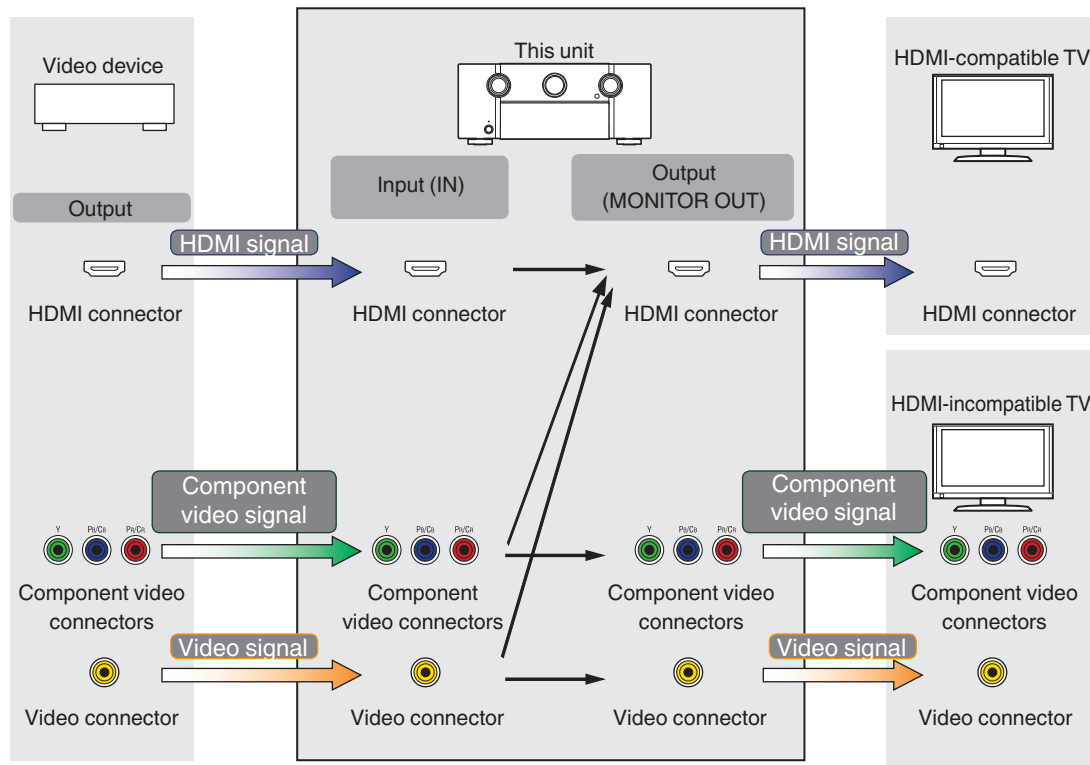 Video device
This unit
HDMI-compatible TV
Output
Input (IN)
Output
(MONITOR OUT)
HDMI signal
HDMI signal
HDMI connector
HDMI connector
HDMI connector
HDMI connector
HDMI-incompatible TV
Component
video signal
Component
video signal
Y PB/CB PR/CR
Y PB/CB PR/CR
Y PB/CB PR/CR
Y PB/CB PR/CR
Component video
connectors
Component
video connectors
Component video
connectors
Component video
connectors
Video signal
Video signal
Video connector
Video connector
Video connector
Video connector